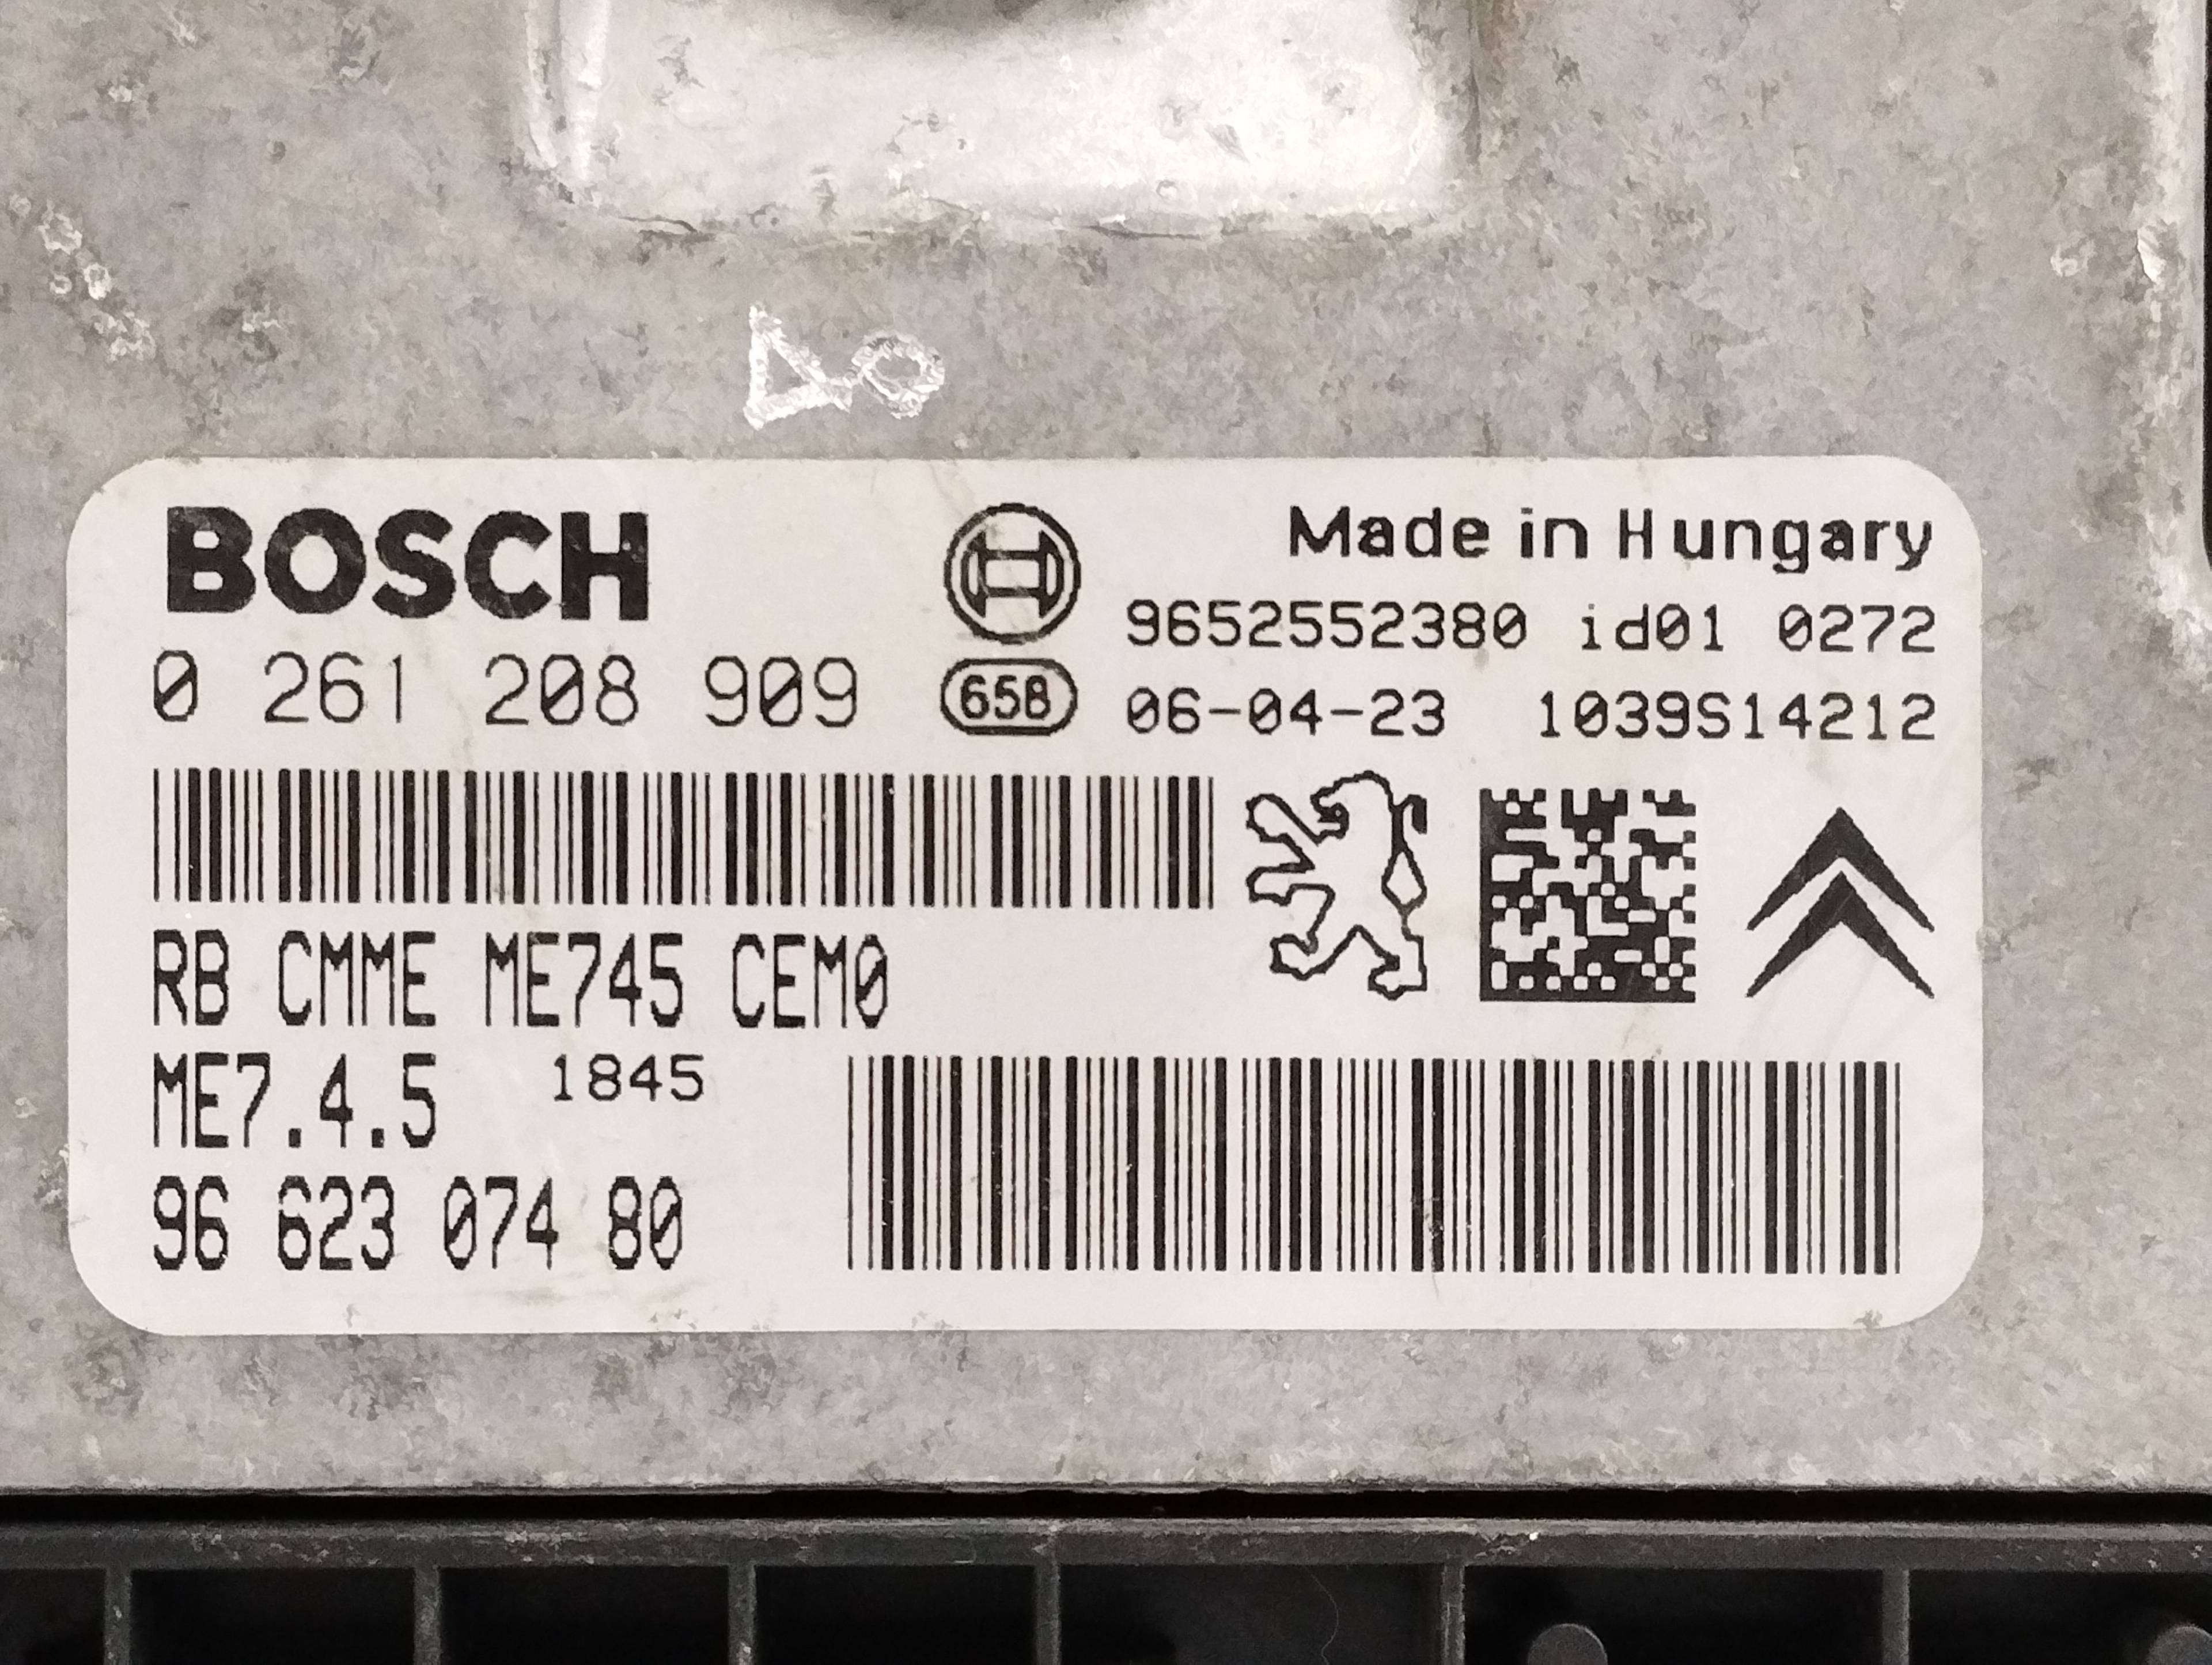 BOSCH
Made in Hungary
9652552380 id01 0272
0 261 208 909
658
06-04-23 1039S14212
RB CMME ME745 CEM0
ME7.4.5 1845
96 623 074 80